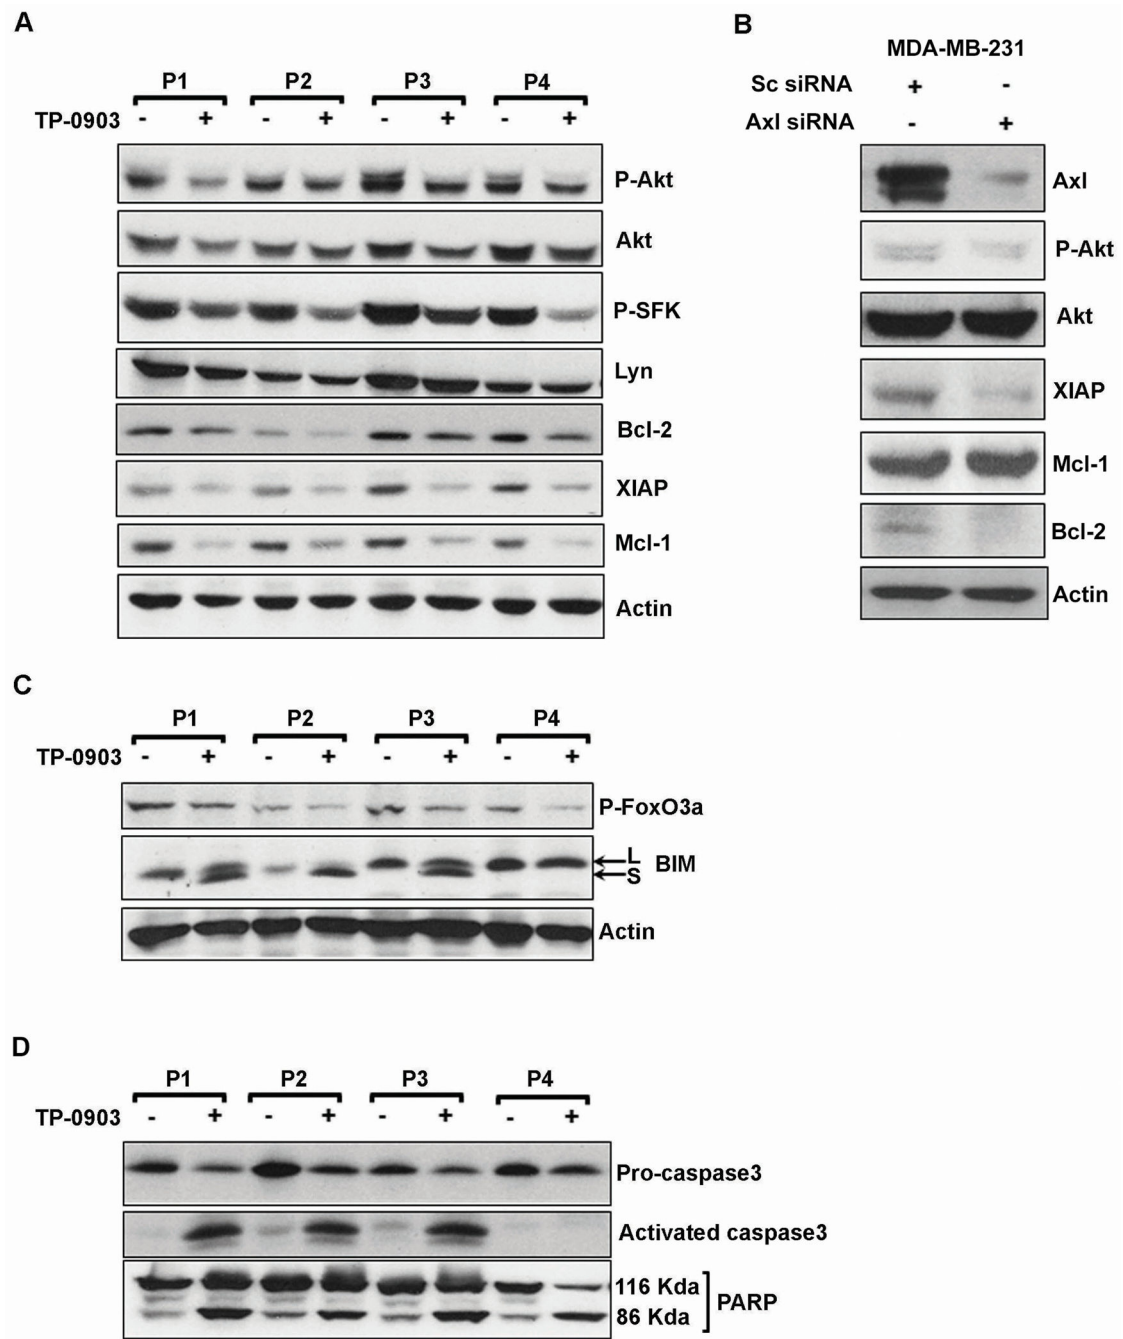 A
P1 P2 P3 P4
TP-0903 - + - + - + - +
P-Akt
Akt
P-SFK
Lyn
Bcl-2
XIAP
Mcl-1
Actin
B
MDA-MB-231
Sc siRNA + -
Axl siRNA - +
Axl
P-Akt
Akt
XIAP
Mcl-1
Bcl-2
Actin
C
P1 P2 P3 P4
TP-0903 - + - + - + - +
P-FoxO3a
L
BIM
S
Actin
D
P1 P2 P3 P4
TP-0903 - + - + - + - +
Pro-caspase3
Activated caspase3
116 Kda
86 Kda
PARP